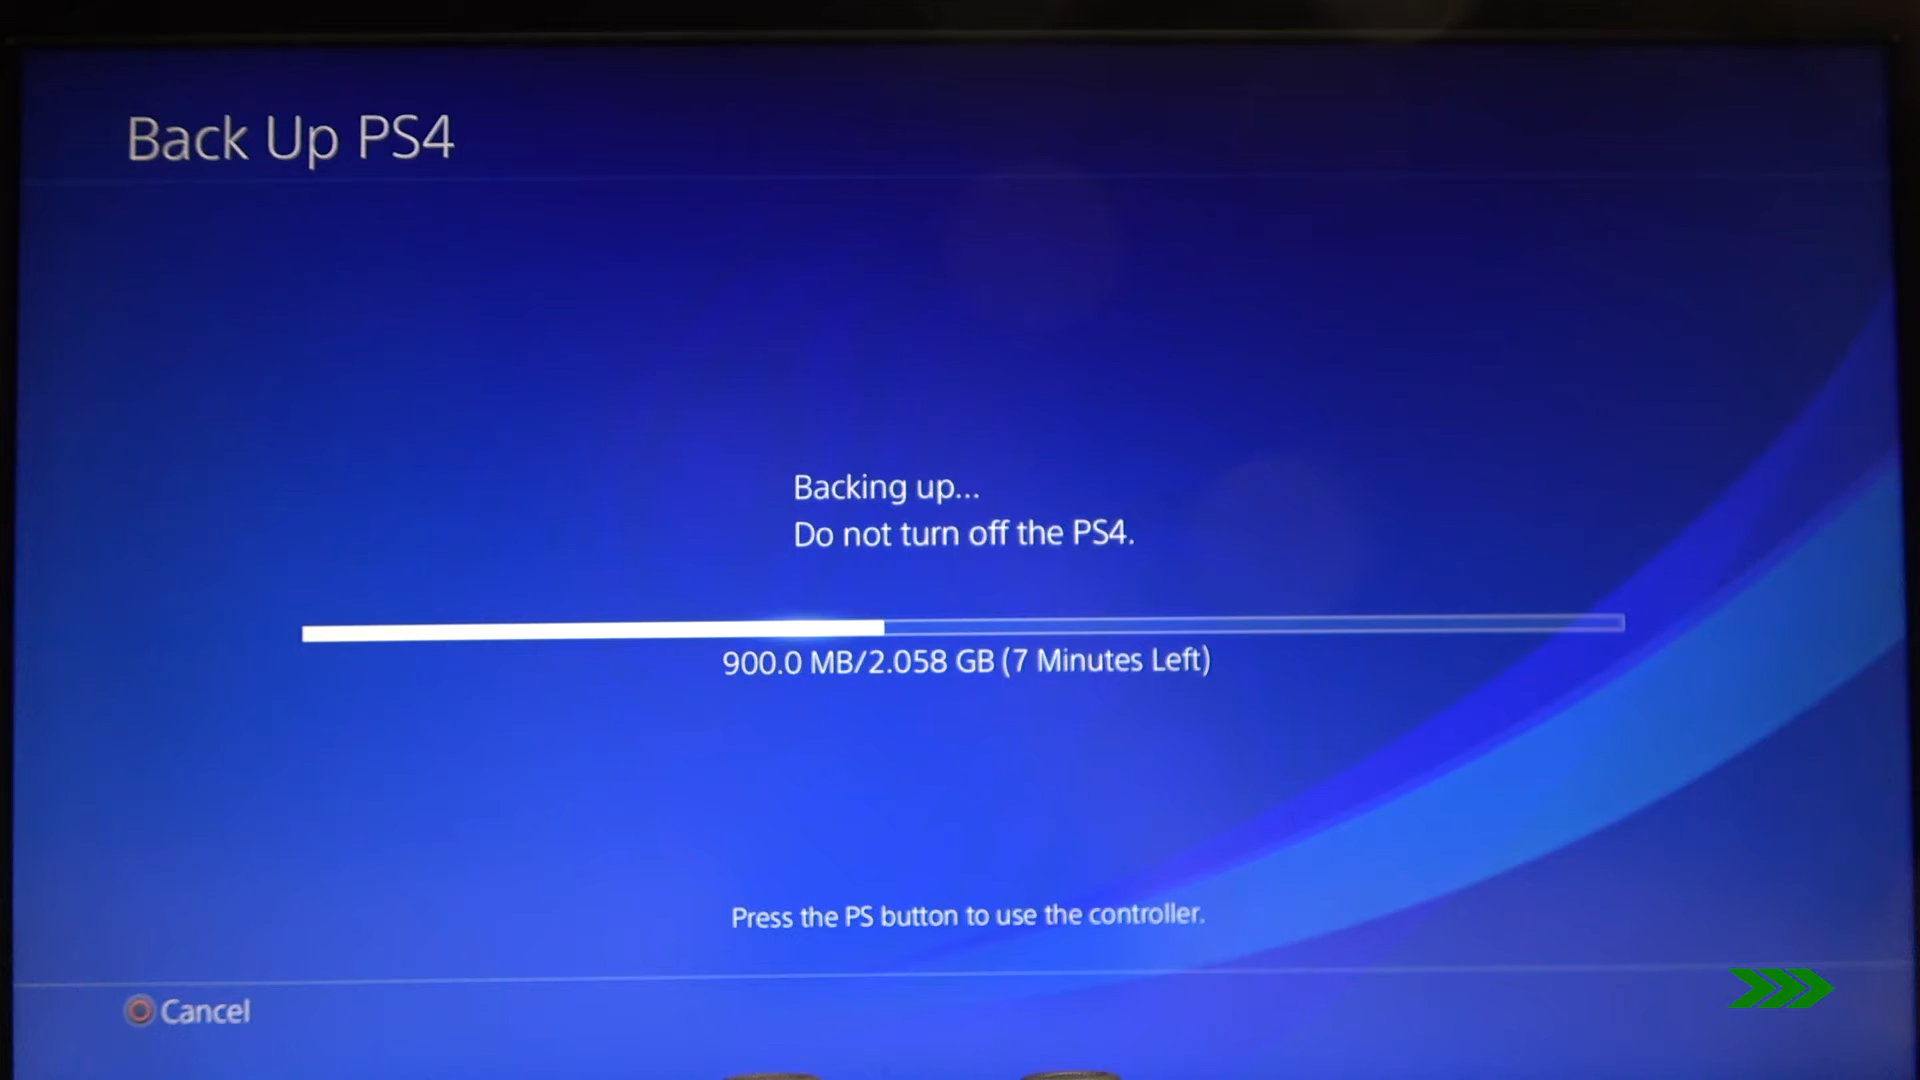 Back Up PS4
Backing up...
Do not turn off the PS4.
900.0 MB/2.058 GB (7 Minutes Left)
Press the PS button to use the controller.
Cancel